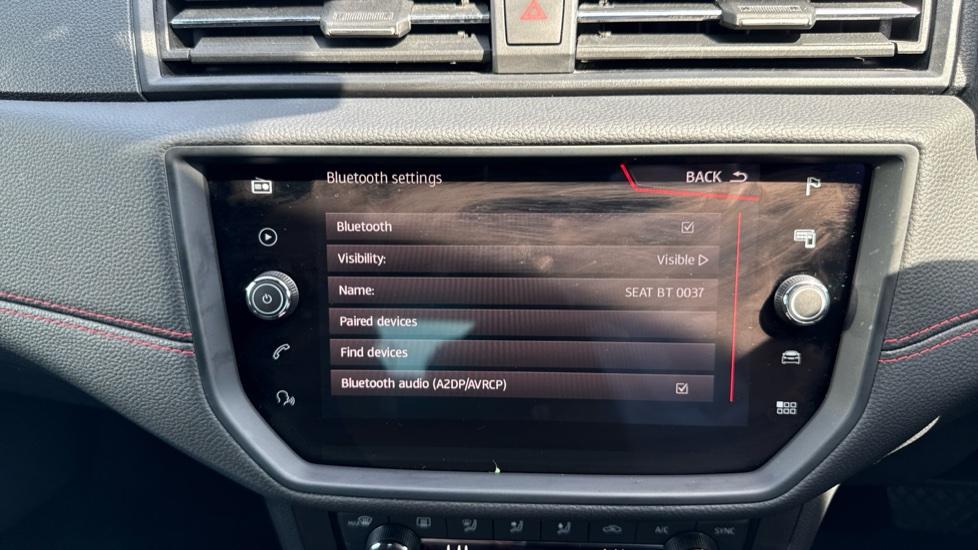 Bluetooth settings
BACK
Bluetooth
Visibility: Visible
Name: SEAT BT 0037
Paired devices
Find devices
Bluetooth audio (A2DP/AVRCP)
MAX A/C SYNC